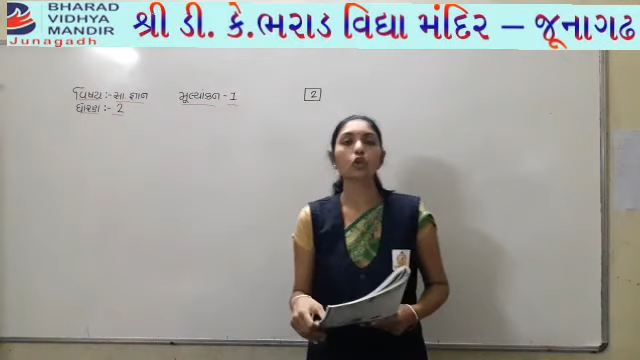 BHARAD
VIDHYA
MANDIR
Junagadh
શ્રી ડી. કે.ભરાડ વિદ્યા મંદિર – જૂનાગઢ
વિષય :- સા. જ્ઞાન મૂલ્યાંકન - 1 2
ધોરણ :- 2